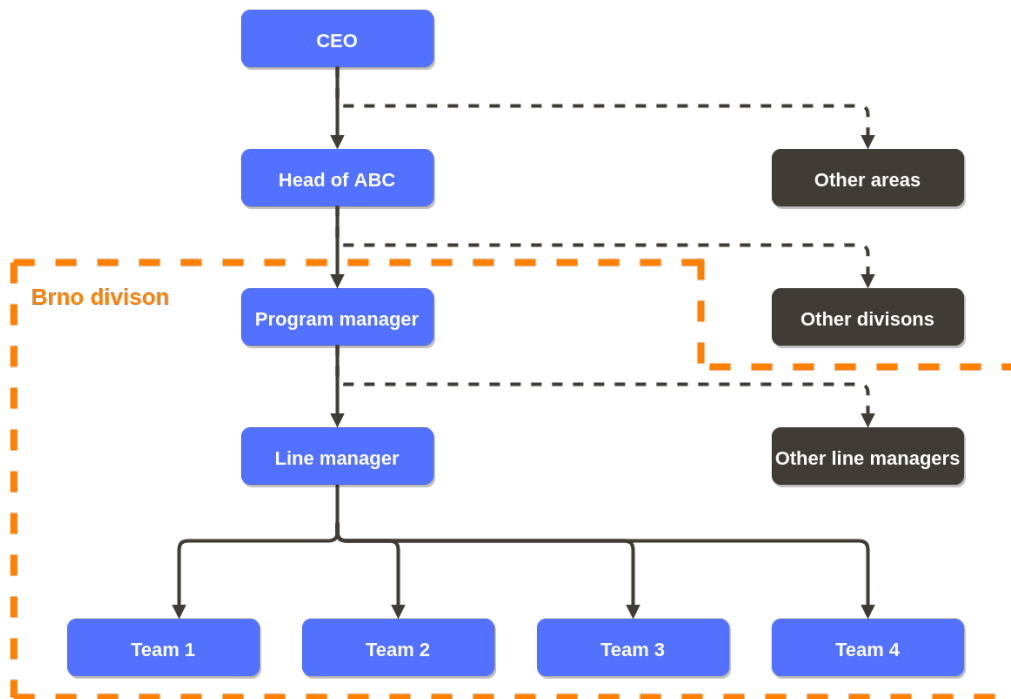 CEO
Head of ABC
Other areas
Brno divison
Program manager
Other divisons
Line manager
Other line managers
Team 1
Team 2
Team 3
Team 4